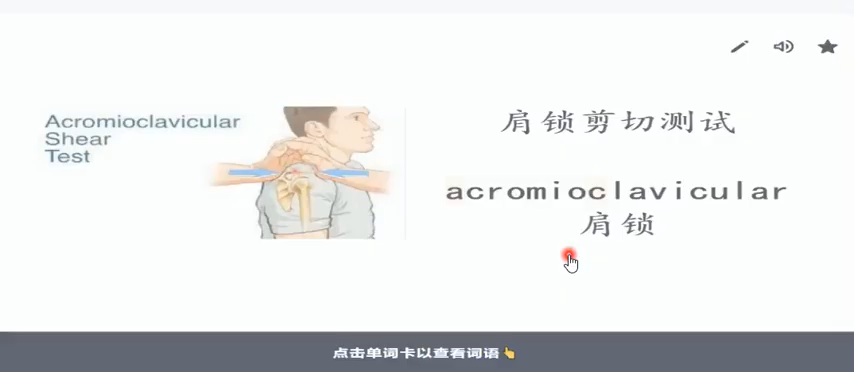 Acromioclavicular
Shear
Test
肩锁剪切测试
acromioclavicular
肩锁
点击单词卡以查看词语👆